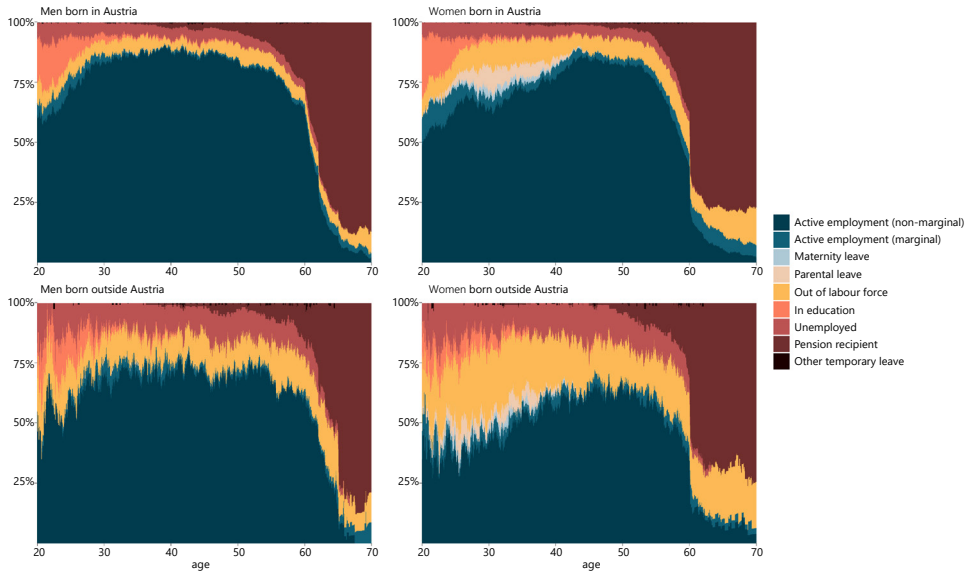 Men born in Austria
Women born in Austria
100%
75%
50%
25%
20 30 40 50 60 70
100%
75%
50%
25%
20 30 40 50 60 70
Men born outside Austria
Women born outside Austria
100%
75%
50%
25%
20 30 40 50 60 70
age
100%
75%
50%
25%
20 30 40 50 60 70
age
Active employment (non-marginal)
Active employment (marginal)
Maternity leave
Parental leave
Out of labour force
In education
Unemployed
Pension recipient
Other temporary leave